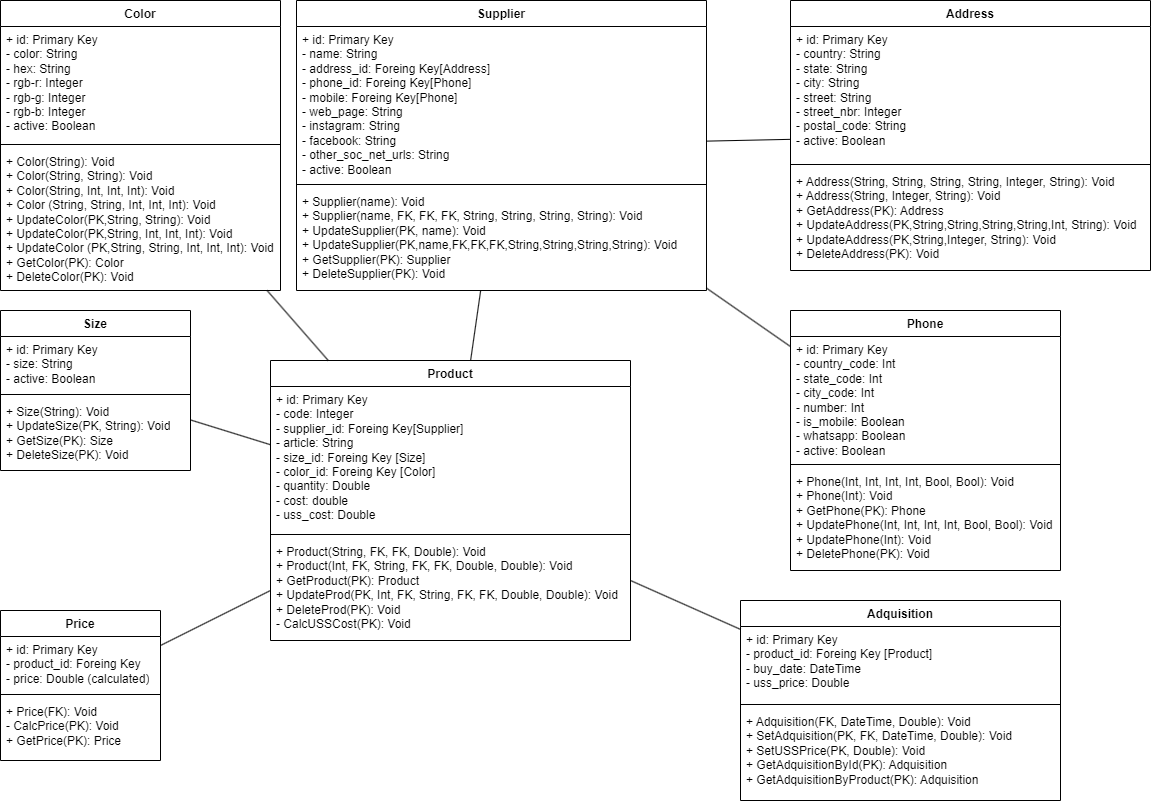 Color
+ id: Primary Key
- color: String
- hex: String
- rgb-r: Integer
- rgb-g: Integer
- rgb-b: Integer
- active: Boolean
+ Color(String): Void
+ Color(String, String): Void
+ Color(String, Int, Int, Int): Void
+ Color (String, String, Int, Int, Int): Void
+ UpdateColor(PK,String, String): Void
+ UpdateColor(PK,String, Int, Int, Int): Void
+ UpdateColor (PK,String, String, Int, Int, Int): Void
+ GetColor(PK): Color
+ DeleteColor(PK): Void
Supplier
+ id: Primary Key
- name: String
- address_id: Foreing Key[Address]
- phone_id: Foreing Key[Phone]
- mobile: Foreing Key[Phone]
- web_page: String
- instagram: String
- facebook: String
- other_soc_net_urls: String
- active: Boolean
+ Supplier(name): Void
+ Supplier(name, FK, FK, FK, String, String, String, String): Void
+ UpdateSupplier(PK, name): Void
+ UpdateSupplier(PK,name,FK,FK,FK,String,String,String,String): Void
+ GetSupplier(PK): Supplier
+ DeleteSupplier(PK): Void
Address
+ id: Primary Key
- country: String
- state: String
- city: String
- street: String
- street_nbr: Integer
- postal_code: String
- active: Boolean
+ Address(String, String, String, String, Integer, String): Void
+ Address(String, Integer, String): Void
+ GetAddress(PK): Address
+ UpdateAddress(PK,String,String,String,String,Int, String): Void
+ UpdateAddress(PK,String,Integer, String): Void
+ DeleteAddress(PK): Void
Size
+ id: Primary Key
- size: String
- active: Boolean
+ Size(String): Void
+ UpdateSize(PK, String): Void
+ GetSize(PK): Size
+ DeleteSize(PK): Void
Product
+ id: Primary Key
- code: Integer
- supplier_id: Foreing Key[Supplier]
- article: String
- size_id: Foreing Key [Size]
- color_id: Foreing Key [Color]
- quantity: Double
- cost: double
- uss_cost: Double
+ Product(String, FK, FK, Double): Void
+ Product(Int, FK, String, FK, FK, Double, Double): Void
+ GetProduct(PK): Product
+ UpdateProd(PK, Int, FK, String, FK, FK, Double, Double): Void
+ DeleteProd(PK): Void
- CalcUSSCost(PK): Void
Phone
+ id: Primary Key
- country_code: Int
- state_code: Int
- city_code: Int
- number: Int
- is_mobile: Boolean
- whatsapp: Boolean
- active: Boolean
+ Phone(Int, Int, Int, Int, Bool, Bool): Void
+ Phone(Int): Void
+ GetPhone(PK): Phone
+ UpdatePhone(Int, Int, Int, Int, Bool, Bool): Void
+ UpdatePhone(Int): Void
+ DeletePhone(PK): Void
Price
+ id: Primary Key
- product_id: Foreing Key
- price: Double (calculated)
+ Price(FK): Void
- CalcPrice(PK): Void
+ GetPrice(PK): Price
Adquisition
+ id: Primary Key
- product_id: Foreing Key [Product]
- buy_date: DateTime
- uss_price: Double
+ Adquisition(FK, DateTime, Double): Void
+ SetAdquisition(PK, FK, DateTime, Double): Void
+ SetUSSPrice(PK, Double): Void
+ GetAdquisitionById(PK): Adquisition
+ GetAdquisitionByProduct(PK): Adquisition